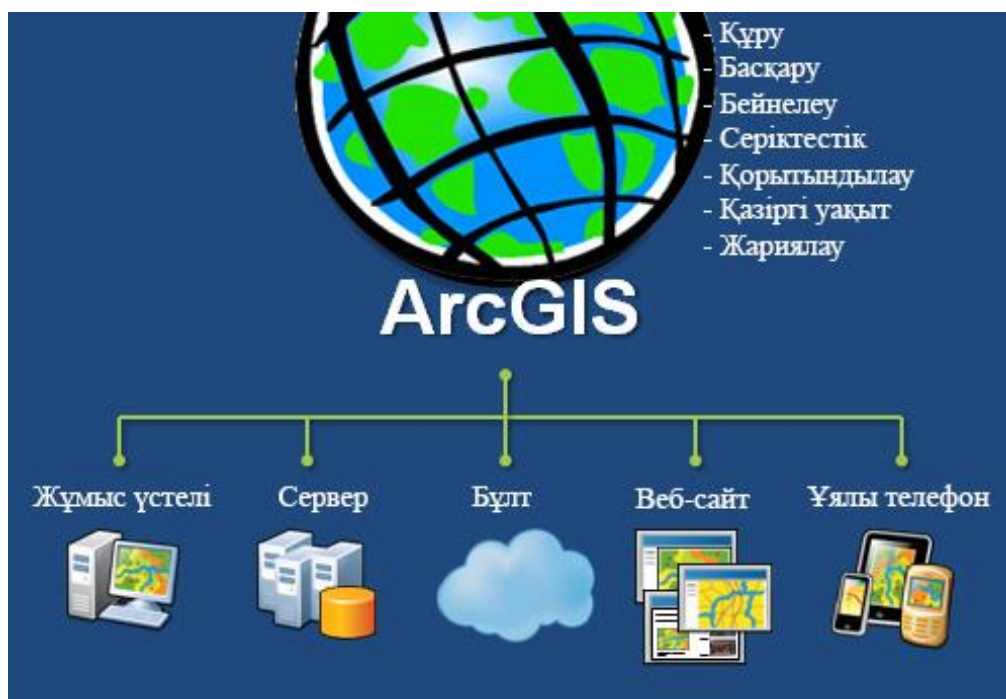 - Құру
- Басқару
- Бейнелеу
- Серіктестік
- Қорытындылау
- Қазіргі уақыт
- Жариялау
ArcGIS
Жұмыс үстелі
Сервер
Бұлт
Веб-сайт
Ұялы телефон